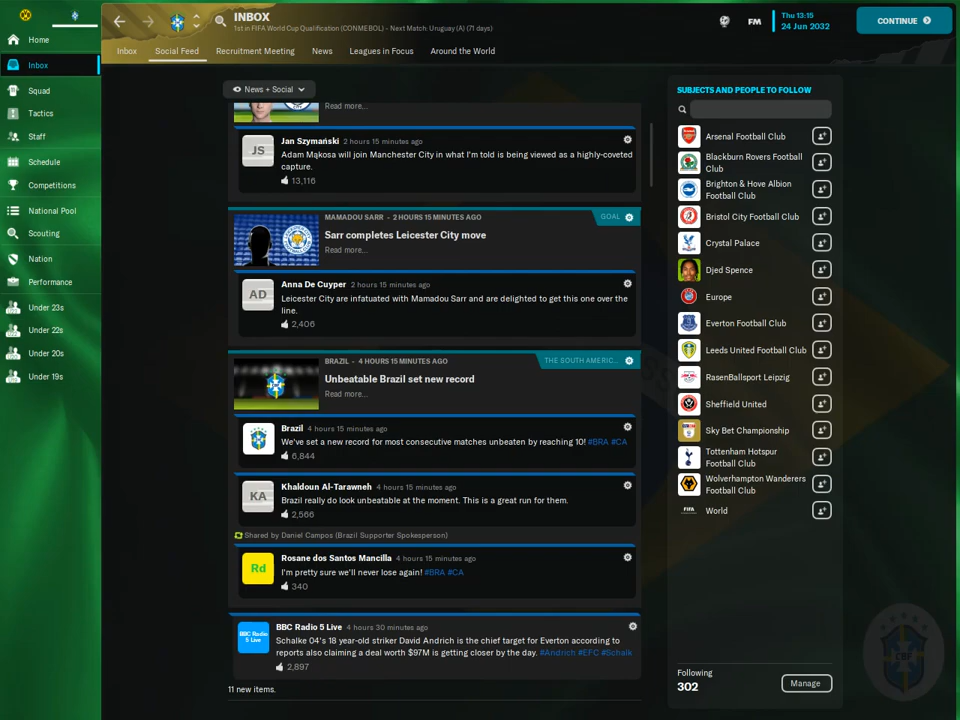 INBOX
1st in FIFA World Cup Qualification (CONMEBOL) - Next Match: Uruguay (A) (71 days)
FM
Thu 13:15
24 Jun 2032
CONTINUE
Home
Inbox
Squad
Tactics
Staff
Schedule
Competitions
National Pool
Scouting
Nation
Performance
Under 23s
Under 22s
Under 20s
Under 19s
Inbox
Social Feed
Recruitment Meeting
News
Leagues in Focus
Around the World
News + Social
Read more...
JS
Jan Szymański 2 hours 15 minutes ago
Adam Mąkosa will join Manchester City in what I'm told is being viewed as a highly-coveted
capture.
13,116
MAMADOU SARR - 2 HOURS 15 MINUTES AGO
GOAL
Sarr completes Leicester City move
Read more...
AD
Anna De Cuyper 2 hours 15 minutes ago
Leicester City are infatuated with Mamadou Sarr and are delighted to get this one over the
line.
2,406
BRAZIL - 4 HOURS 15 MINUTES AGO
THE SOUTH AMERIC...
Unbeatable Brazil set new record
Read more...
Brazil 4 hours 15 minutes ago
We've set a new record for most consecutive matches unbeaten by reaching 10! #BRA #CA
6,844
KA
Khaldoun Al-Tarawneh 4 hours 15 minutes ago
Brazil really do look unbeatable at the moment. This is a great run for them.
2,566
Shared by Daniel Campos (Brazil Supporter Spokesperson)
Rd
Rosane dos Santos Mancilla 4 hours 15 minutes ago
I'm pretty sure we'll never lose again! #BRA #CA
340
BBC Radio
5 Live
BBC Radio 5 Live 4 hours 30 minutes ago
Schalke 04's 18 year-old striker David Andrich is the chief target for Everton according to
reports also claiming a deal worth $97M is getting closer by the day. #Andrich #EFC #Schalk
2,897
11 new items.
SUBJECTS AND PEOPLE TO FOLLOW
Arsenal Football Club
Blackburn Rovers Football
Club
Brighton & Hove Albion
Football Club
Bristol City Football Club
Crystal Palace
Djed Spence
Europe
Everton Football Club
Leeds United Football Club
RasenBallsport Leipzig
Sheffield United
Sky Bet Championship
Tottenham Hotspur
Football Club
Wolverhampton Wanderers
Football Club
FIFA
World
Following
302
Manage
CBF